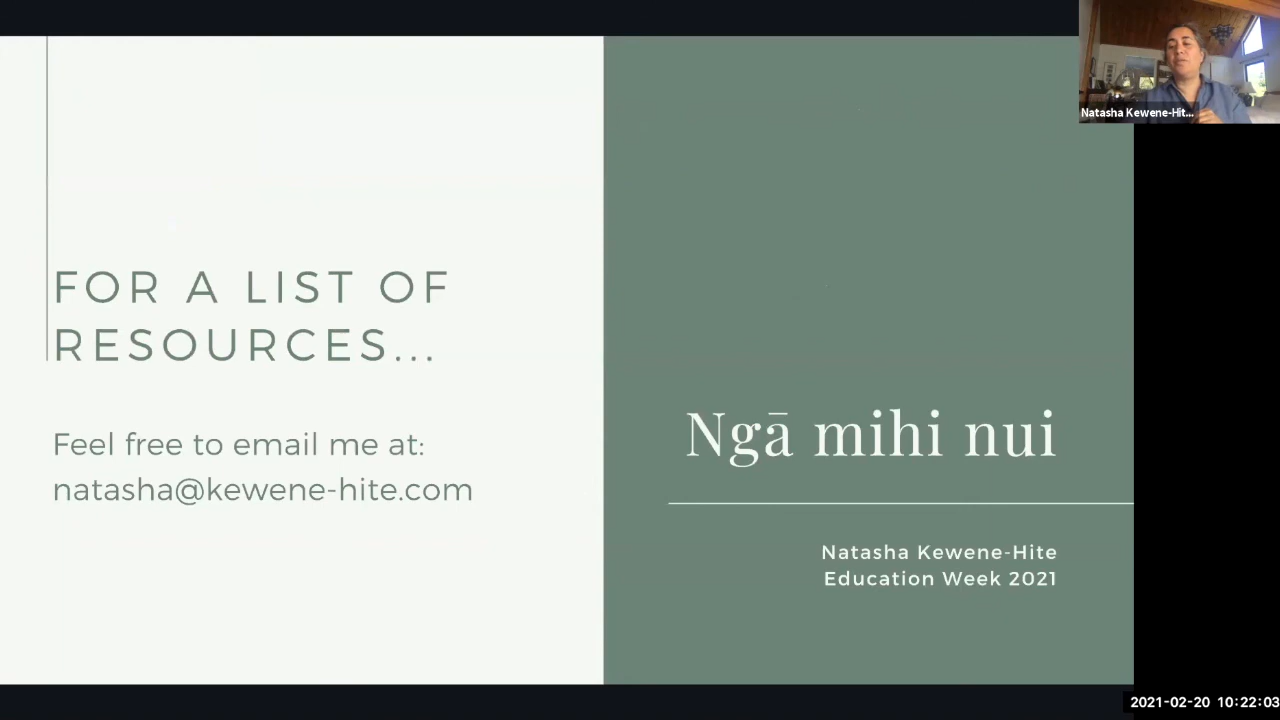 FOR A LIST OF
RESOURCES...
Feel free to email me at:
natasha@kewene-hite.com
Ngā mihi nui
Natasha Kewene-Hite
Education Week 2021
Natasha Kewene-Hit...
2021-02-20 10:22:03